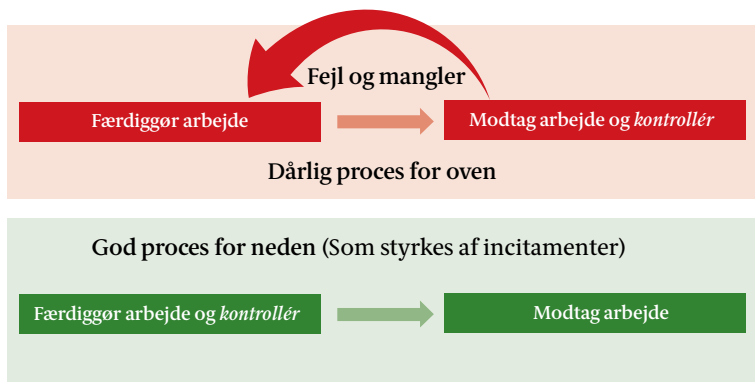 Fejl og mangler
Færdiggør arbejde
Modtag arbejde og kontrollér
Dårlig proces for oven
God proces for neden (Som styrkes af incitamenter)
Færdiggør arbejde og kontrollér
Modtag arbejde